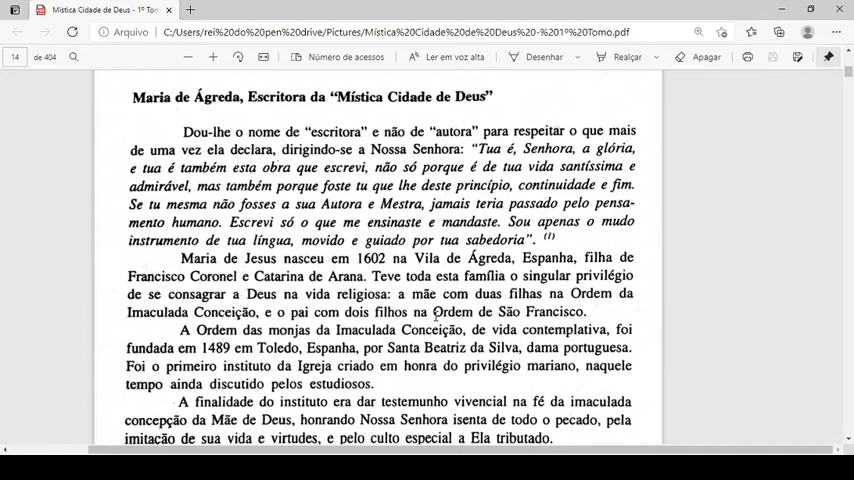 Mística Cidade de Deus - 1º Tom
Arquivo C:/Users/rei%20do%20pen%20drive/Pictures/Mística%20Cidade%20de%20Deus%20-%201º%20Tomo.pdf
14 de 404 Número de acessos Ler em voz alta Desenhar Realçar Apagar
Maria de Ágreda, Escritora da “Mística Cidade de Deus”
Dou-lhe o nome de “escritora” e não de “autora” para respeitar o que mais
de uma vez ela declara, dirigindo-se a Nossa Senhora: “Tua é, Senhora, a glória,
e tua é também esta obra que escrevi, não só porque é de tua vida santíssima e
admirável, mas também porque foste tu que lhe deste princípio, continuidade e fim.
Se tu mesma não fosses a sua Autora e Mestra, jamais teria passado pelo pensa-
mento humano. Escrevi só o que me ensinaste e mandaste. Sou apenas o mudo
instrumento de tua língua, movido e guiado por tua sabedoria”. (1)
Maria de Jesus nasceu em 1602 na Vila de Ágreda, Espanha, filha de
Francisco Coronel e Catarina de Arana. Teve toda esta família o singular privilégio
de se consagrar a Deus na vida religiosa: a mãe com duas filhas na Ordem da
Imaculada Conceição, e o pai com dois filhos na Ordem de São Francisco.
A Ordem das monjas da Imaculada Conceição, de vida contemplativa, foi
fundada em 1489 em Toledo, Espanha, por Santa Beatriz da Silva, dama portuguesa.
Foi o primeiro instituto da Igreja criado em honra do privilégio mariano, naquele
tempo ainda discutido pelos estudiosos.
A finalidade do instituto era dar testemunho vivencial na fé da imaculada
concepção da Mãe de Deus, honrando Nossa Senhora isenta de todo o pecado, pela
imitação de sua vida e virtudes, e pelo culto especial a Ela tributado.